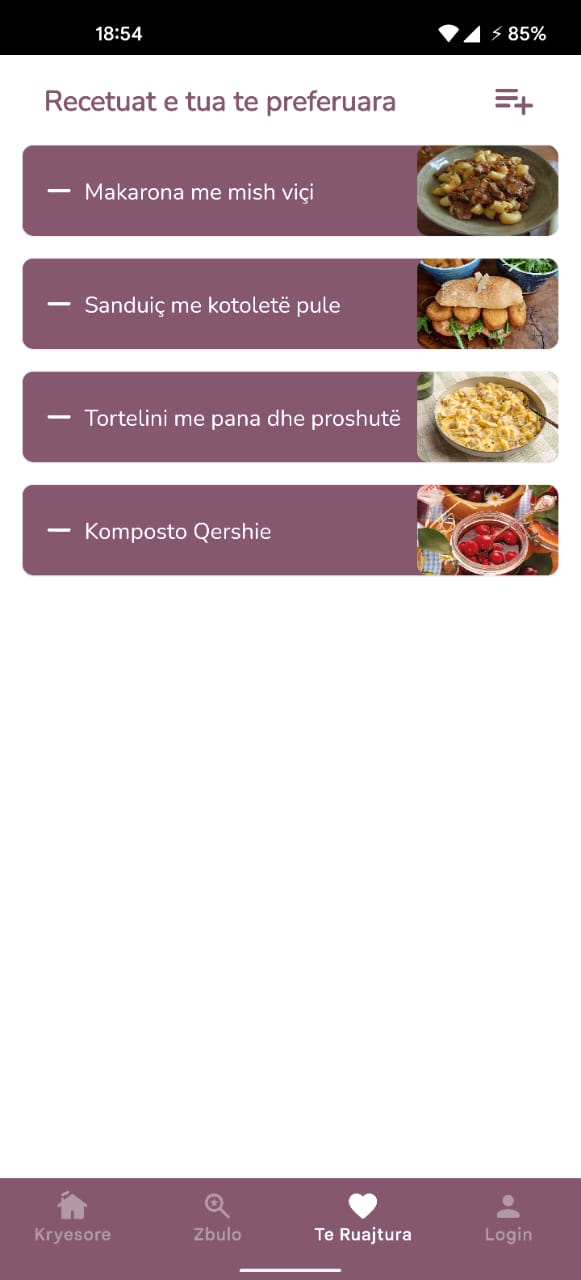 18:54
85%
Recetuat e tua te preferuara
Makarona me mish viçi
Sanduiç me kotoletë pule
Tortelini me pana dhe proshutë
Komposto Qershie
Kryesore
Zbulo
Te Ruajtura
Login